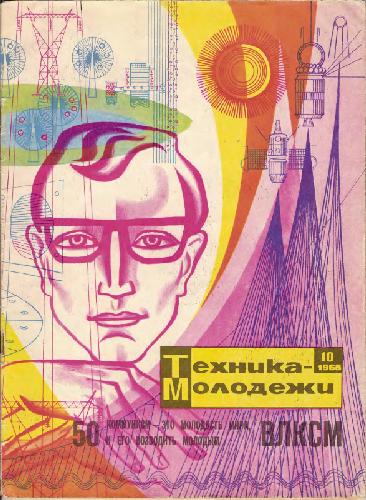 Техника-
Молодежи
10
1968
50
КОММУНИЗМ – ЭТО МОЛОДОСТЬ МИРА,
И ЕГО ВОЗВОДИТЬ МОЛОДЫМ
ВЛКСМ